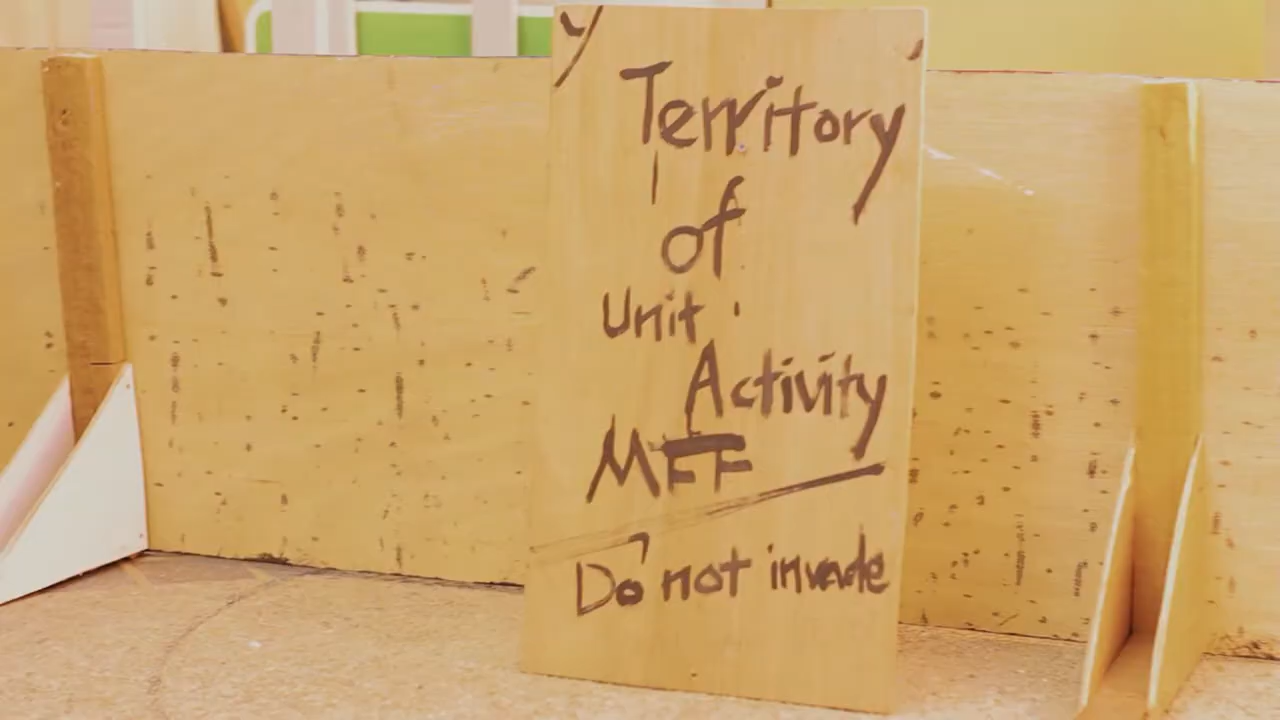 Territory
of
Unit
Activity
MFF
Do not invade